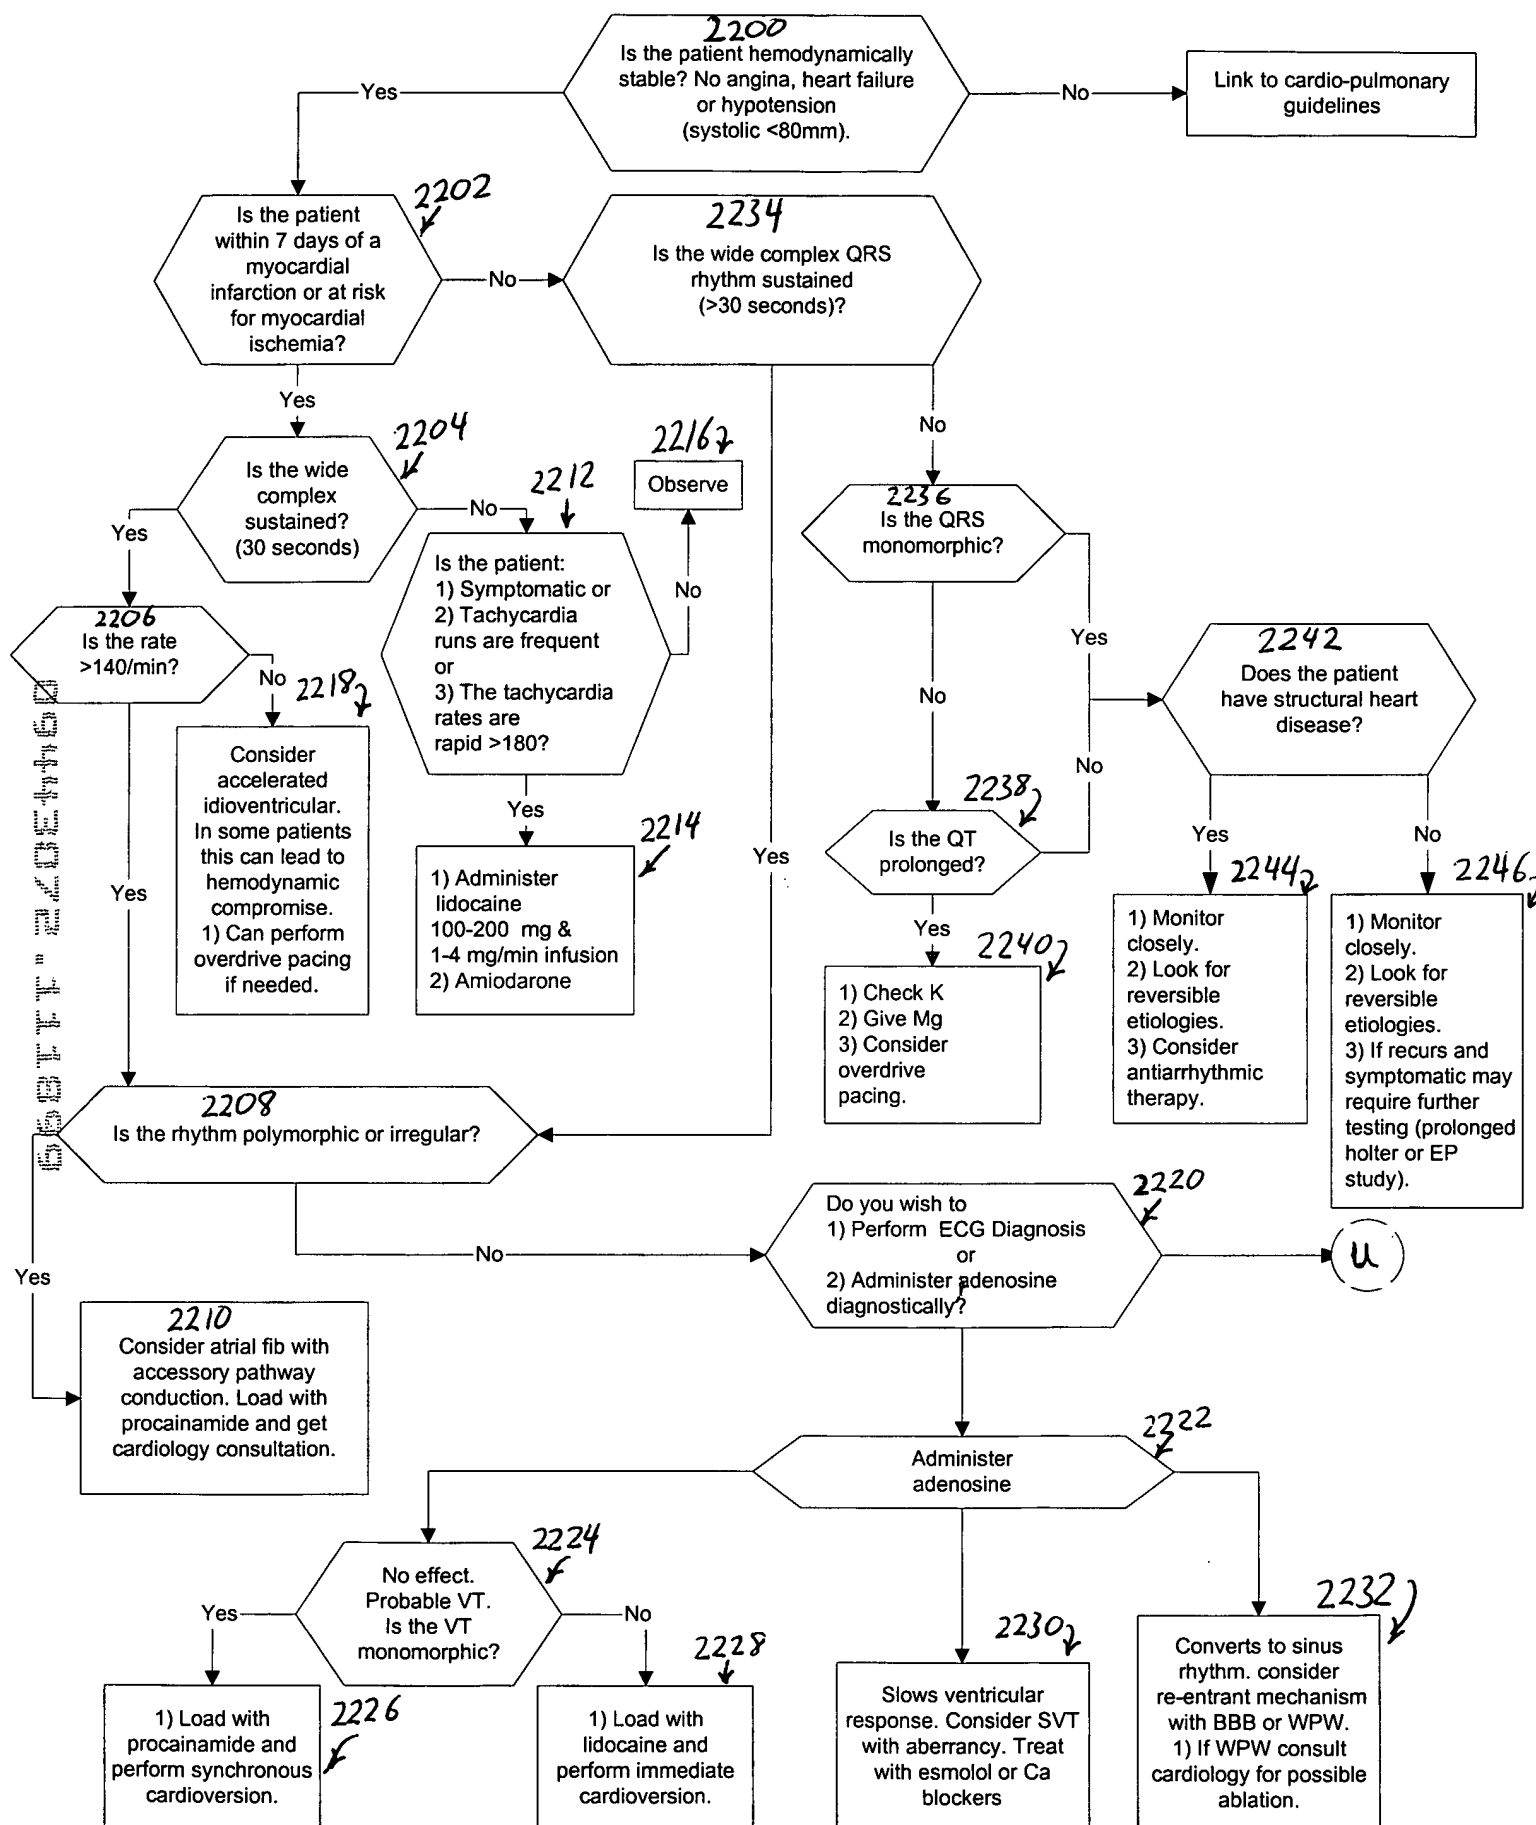 2200
Is the patient hemodynamically
stable? No angina, heart failure
or hypotension
(systolic <80mm).
Yes
No
Link to cardio-pulmonary
guidelines
2202
Is the patient
within 7 days of a
myocardial
infarction or at risk
for myocardial
ischemia?
No
Yes
2234
Is the wide complex QRS
rhythm sustained
(>30 seconds)?
No
Yes
2204
Is the wide
complex
sustained?
(30 seconds)
Yes
No
2212
Is the patient:
1) Symptomatic or
2) Tachycardia
runs are frequent
or
3) The tachycardia
rates are
rapid >180?
No
2216
Observe
Yes
2214
1) Administer
lidocaine
100-200 mg &
1-4 mg/min infusion
2) Amiodarone
2206
Is the rate
>140/min?
No
2218
Consider
accelerated
idioventricular.
In some patients
this can lead to
hemodynamic
compromise.
1) Can perform
overdrive pacing
if needed.
Yes
2236
Is the QRS
monomorphic?
Yes
No
2238
Is the QT
prolonged?
No
Yes
2240
1) Check K
2) Give Mg
3) Consider
overdrive
pacing.
2242
Does the patient
have structural heart
disease?
Yes
No
2244
1) Monitor
closely.
2) Look for
reversible
etiologies.
3) Consider
antiarrhythmic
therapy.
2246
1) Monitor
closely.
2) Look for
reversible
etiologies.
3) If recurs and
symptomatic may
require further
testing (prolonged
holter or EP
study).
2208
Is the rhythm polymorphic or irregular?
Yes
No
2210
Consider atrial fib with
accessory pathway
conduction. Load with
procainamide and get
cardiology consultation.
2220
Do you wish to
1) Perform ECG Diagnosis
or
2) Administer adenosine
diagnostically?
U
2222
Administer
adenosine
2224
No effect.
Probable VT.
Is the VT
monomorphic?
Yes
No
2226
1) Load with
procainamide and
perform synchronous
cardioversion.
2228
1) Load with
lidocaine and
perform immediate
cardioversion.
2230
Slows ventricular
response. Consider SVT
with aberrancy. Treat
with esmolol or Ca
blockers
2232
Converts to sinus
rhythm. consider
re-entrant mechanism
with BBB or WPW.
1) If WPW consult
cardiology for possible
ablation.